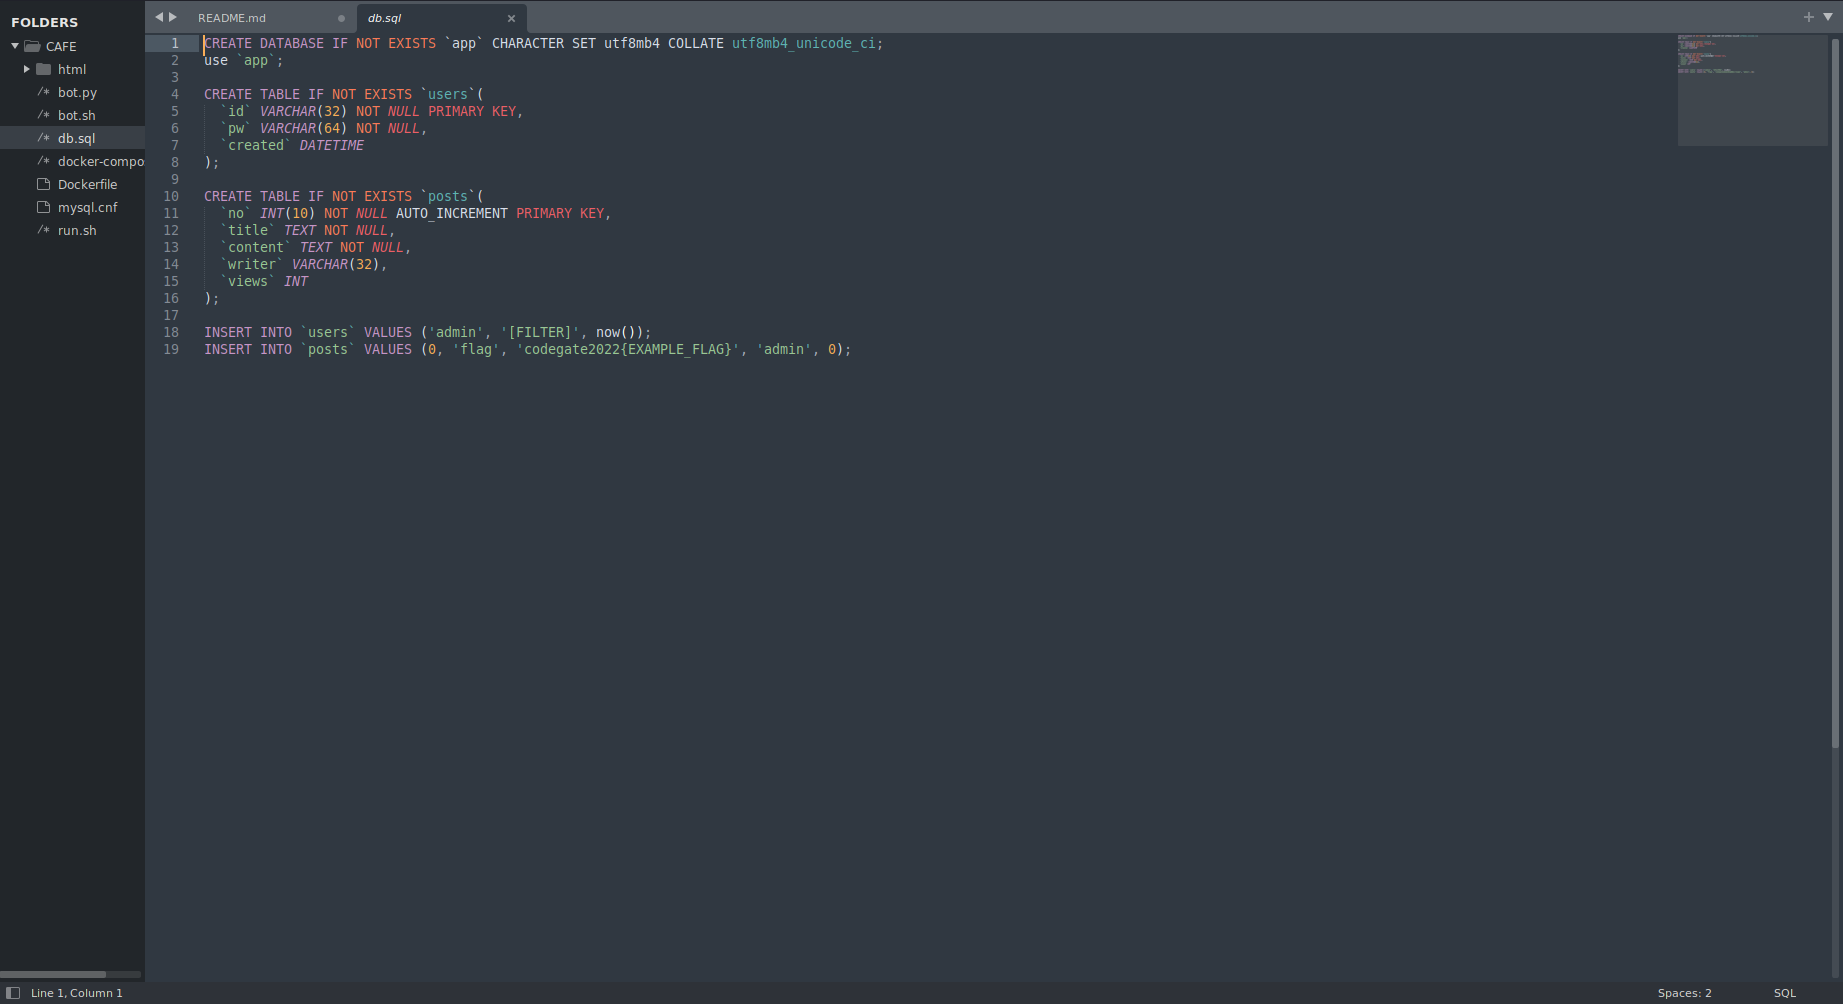 FOLDERS
CAFE
html
bot.py
bot.sh
db.sql
docker-compo
Dockerfile
mysql.cnf
run.sh
README.md
db.sql
1 CREATE DATABASE IF NOT EXISTS `app` CHARACTER SET utf8mb4 COLLATE utf8mb4_unicode_ci;
2 use `app`;
3
4 CREATE TABLE IF NOT EXISTS `users`(
5   `id` VARCHAR(32) NOT NULL PRIMARY KEY,
6   `pw` VARCHAR(64) NOT NULL,
7   `created` DATETIME
8 );
9
10 CREATE TABLE IF NOT EXISTS `posts`(
11   `no` INT(10) NOT NULL AUTO_INCREMENT PRIMARY KEY,
12   `title` TEXT NOT NULL,
13   `content` TEXT NOT NULL,
14   `writer` VARCHAR(32),
15   `views` INT
16 );
17
18 INSERT INTO `users` VALUES ('admin', '[FILTER]', now());
19 INSERT INTO `posts` VALUES (0, 'flag', 'codegate2022{EXAMPLE_FLAG}', 'admin', 0);
Line 1, Column 1
Spaces: 2
SQL